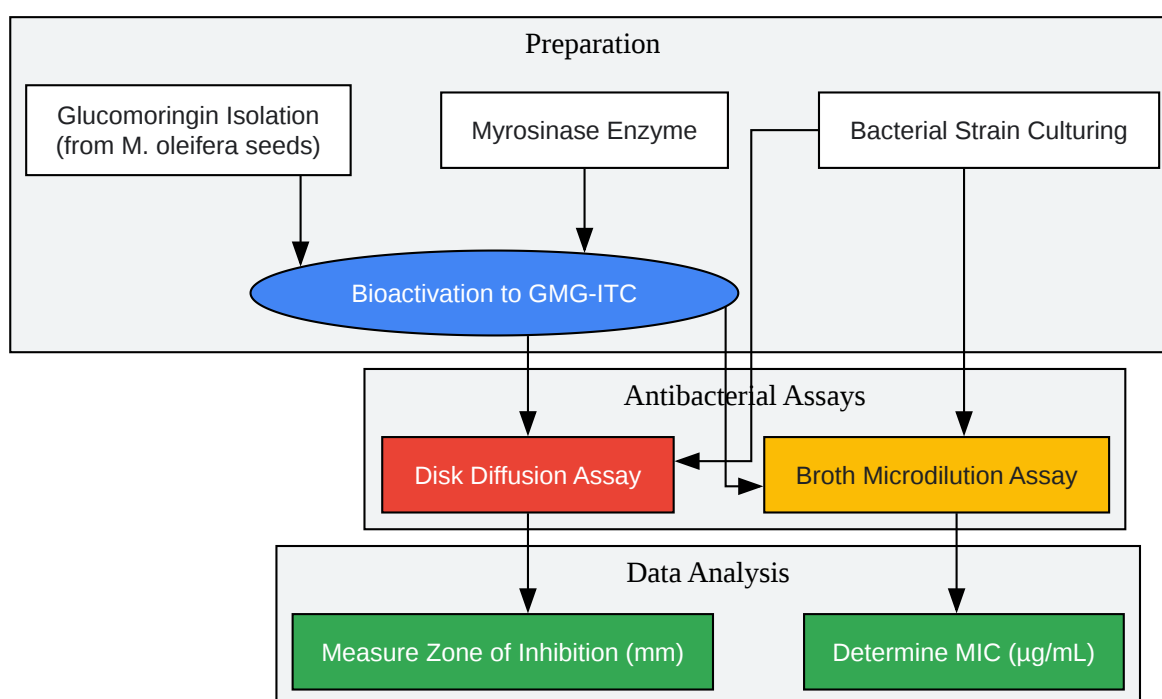 Preparation
Glucomoringin Isolation
(from M. oleifera seeds)
Myrosinase Enzyme
Bacterial Strain Culturing
Bioactivation to GMG-ITC
Antibacterial Assays
Disk Diffusion Assay
Broth Microdilution Assay
Data Analysis
Measure Zone of Inhibition (mm)
Determine MIC (µg/mL)